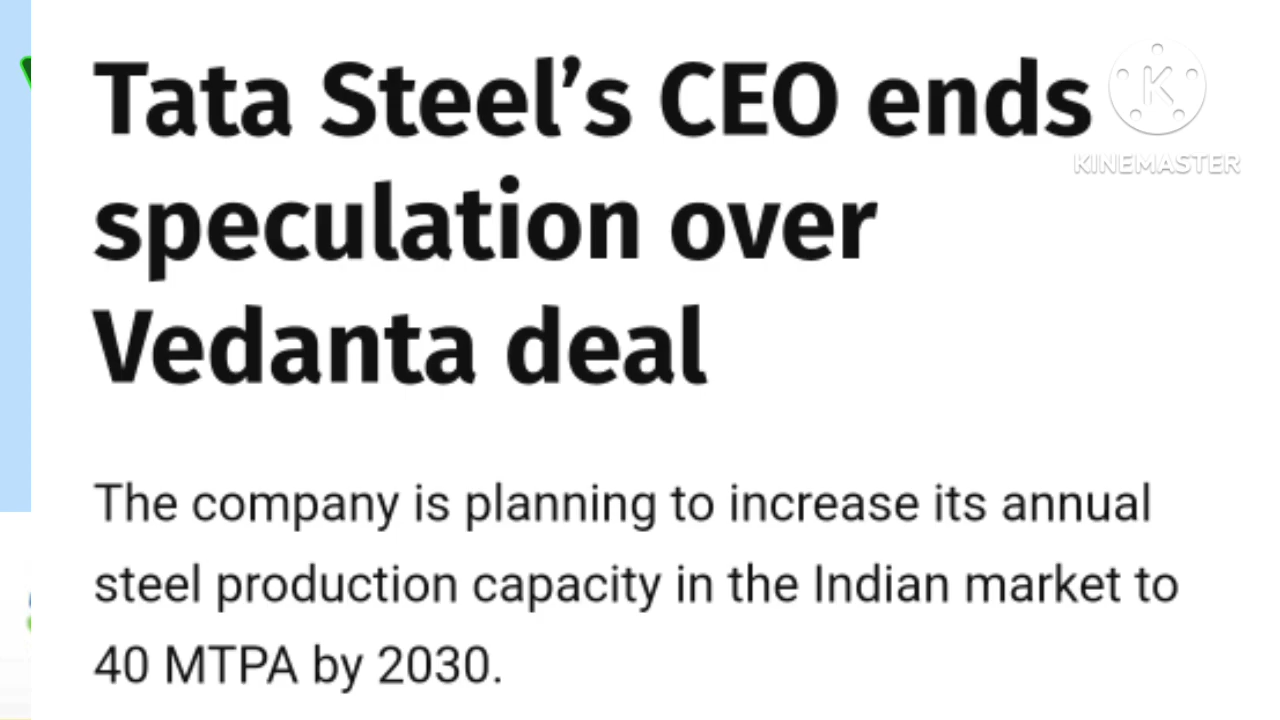 Tata Steel’s CEO ends
KINEMASTER
speculation over
Vedanta deal
The company is planning to increase its annual
steel production capacity in the Indian market to
40 MTPA by 2030.